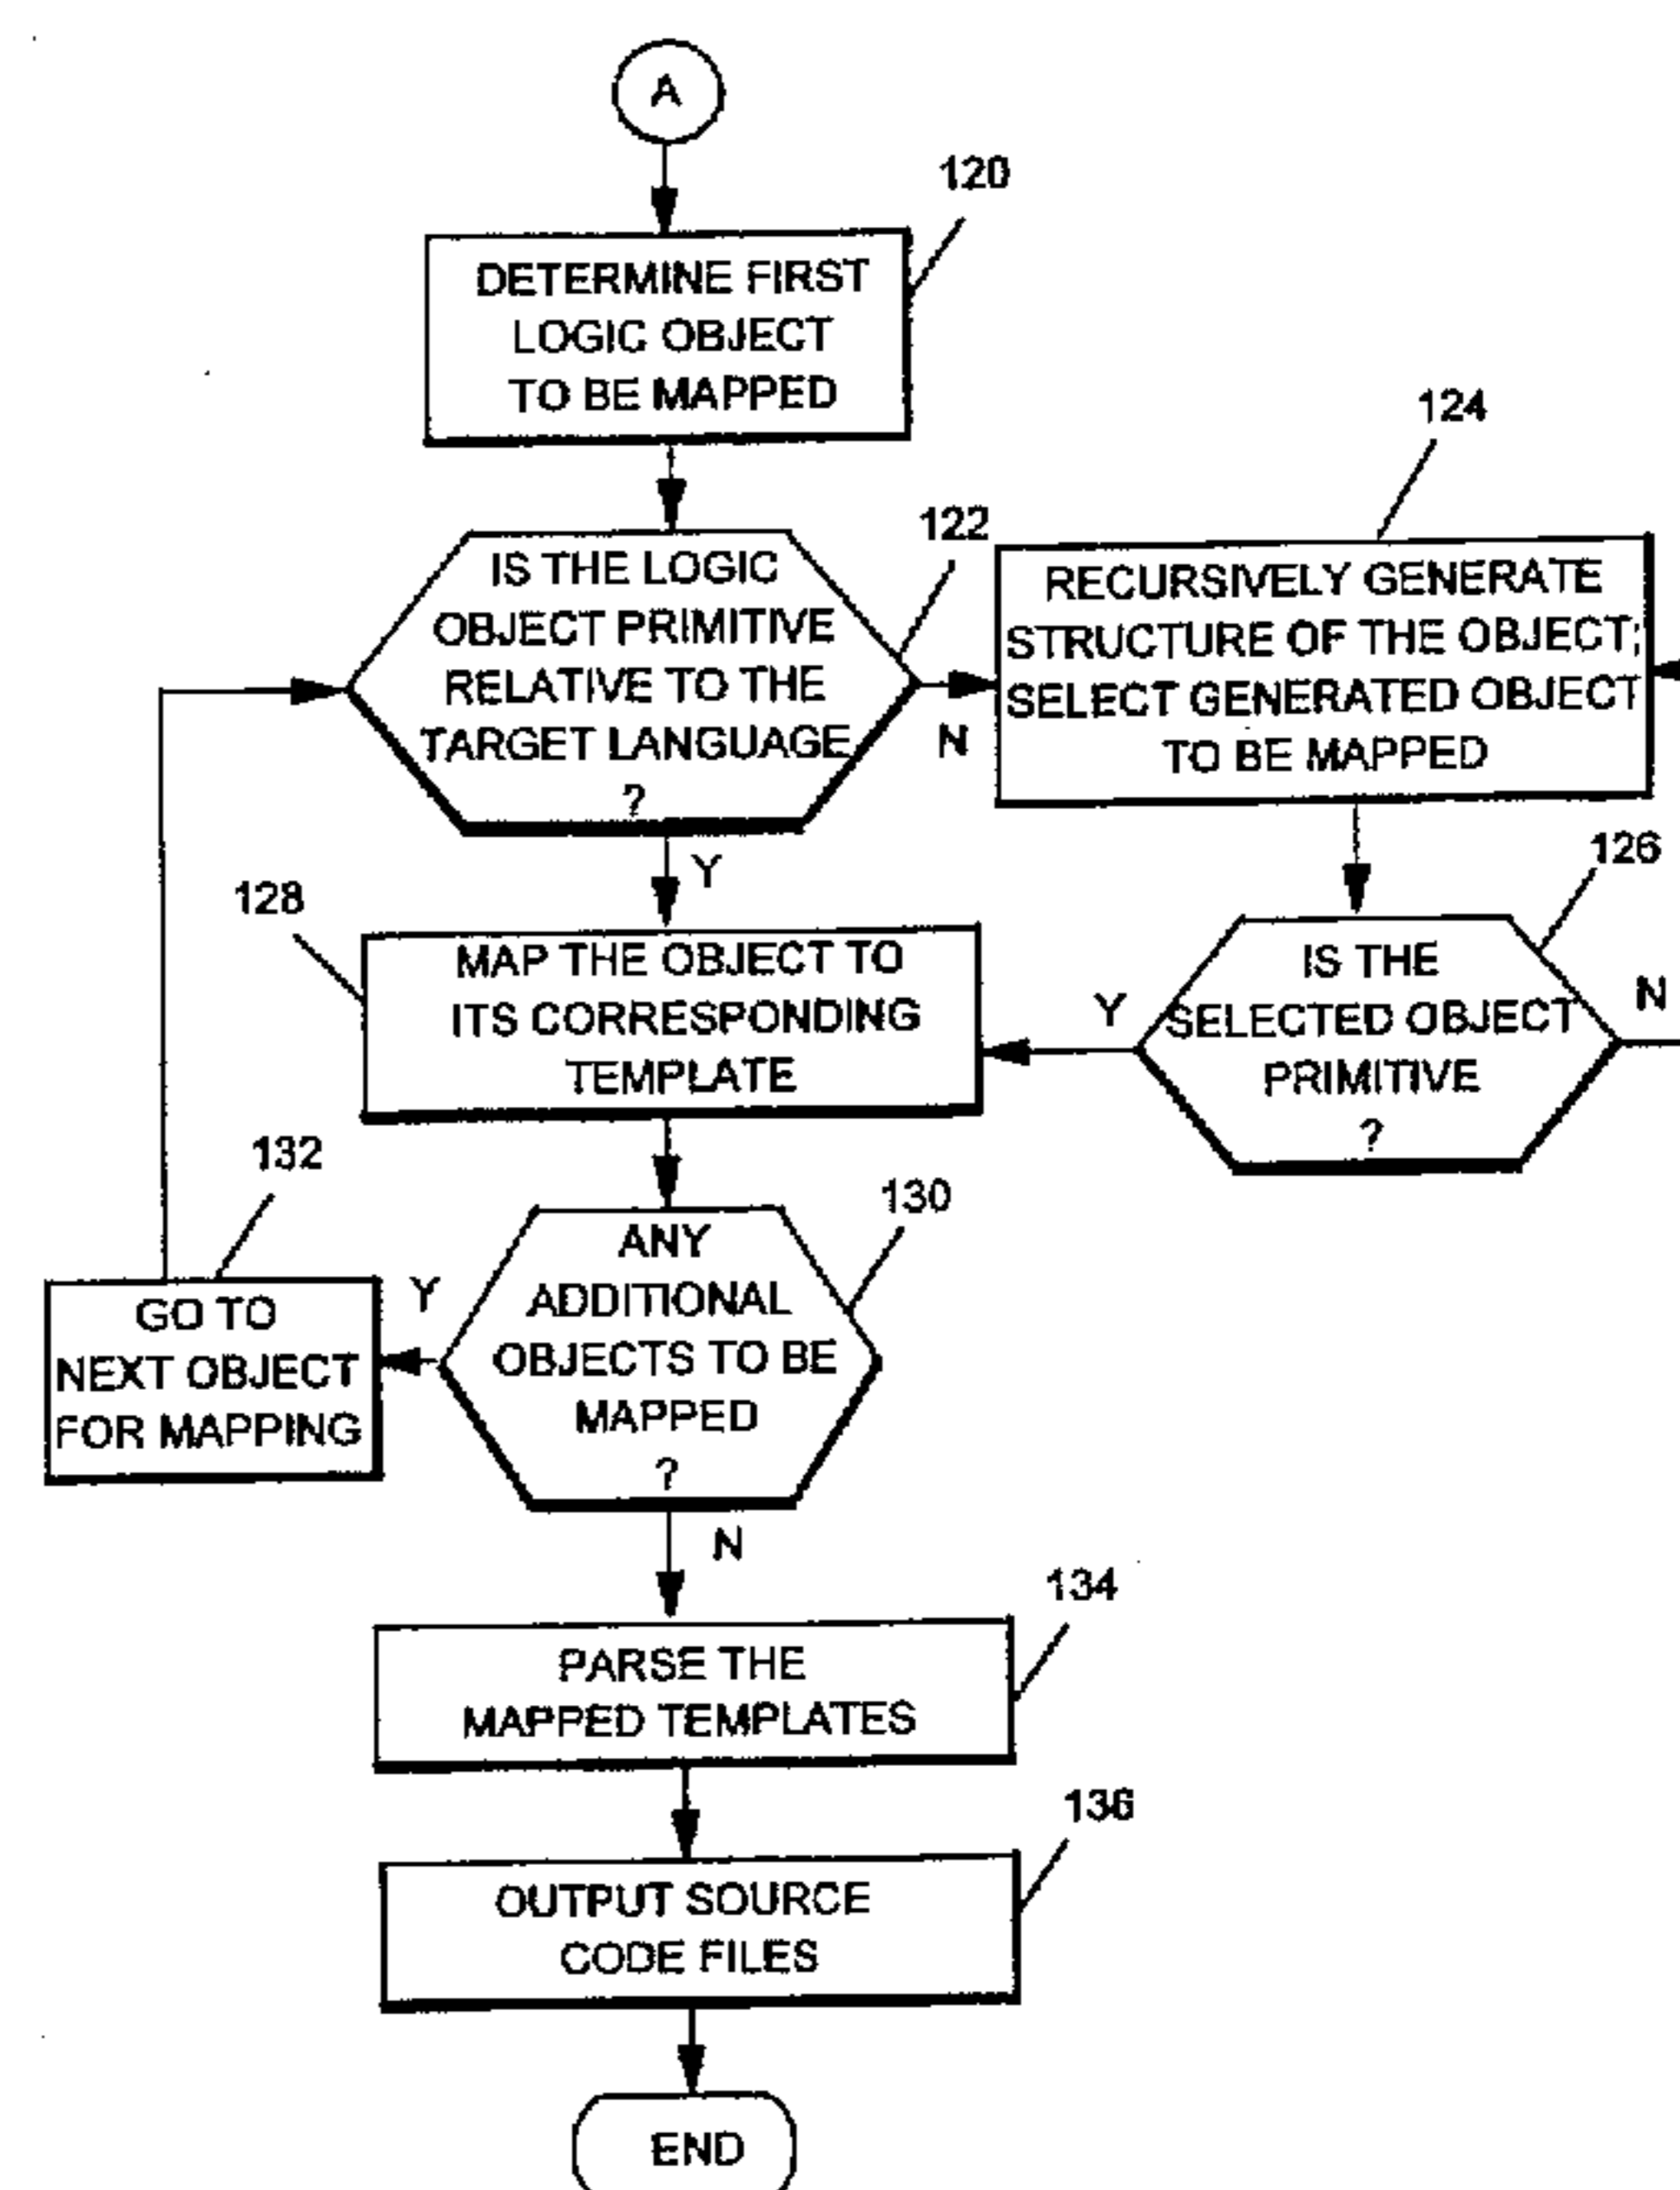 A
120
DETERMINE FIRST
LOGIC OBJECT
TO BE MAPPED
122
IS THE LOGIC
OBJECT PRIMITIVE
RELATIVE TO THE
TARGET LANGUAGE
?
N
Y
124
RECURSIVELY GENERATE
STRUCTURE OF THE OBJECT;
SELECT GENERATED OBJECT
TO BE MAPPED
126
IS THE
SELECTED OBJECT
PRIMITIVE
?
Y
N
128
MAP THE OBJECT TO
ITS CORRESPONDING
TEMPLATE
130
ANY
ADDITIONAL
OBJECTS TO BE
MAPPED
?
Y
N
132
GO TO
NEXT OBJECT
FOR MAPPING
134
PARSE THE
MAPPED TEMPLATES
136
OUTPUT SOURCE
CODE FILES
END